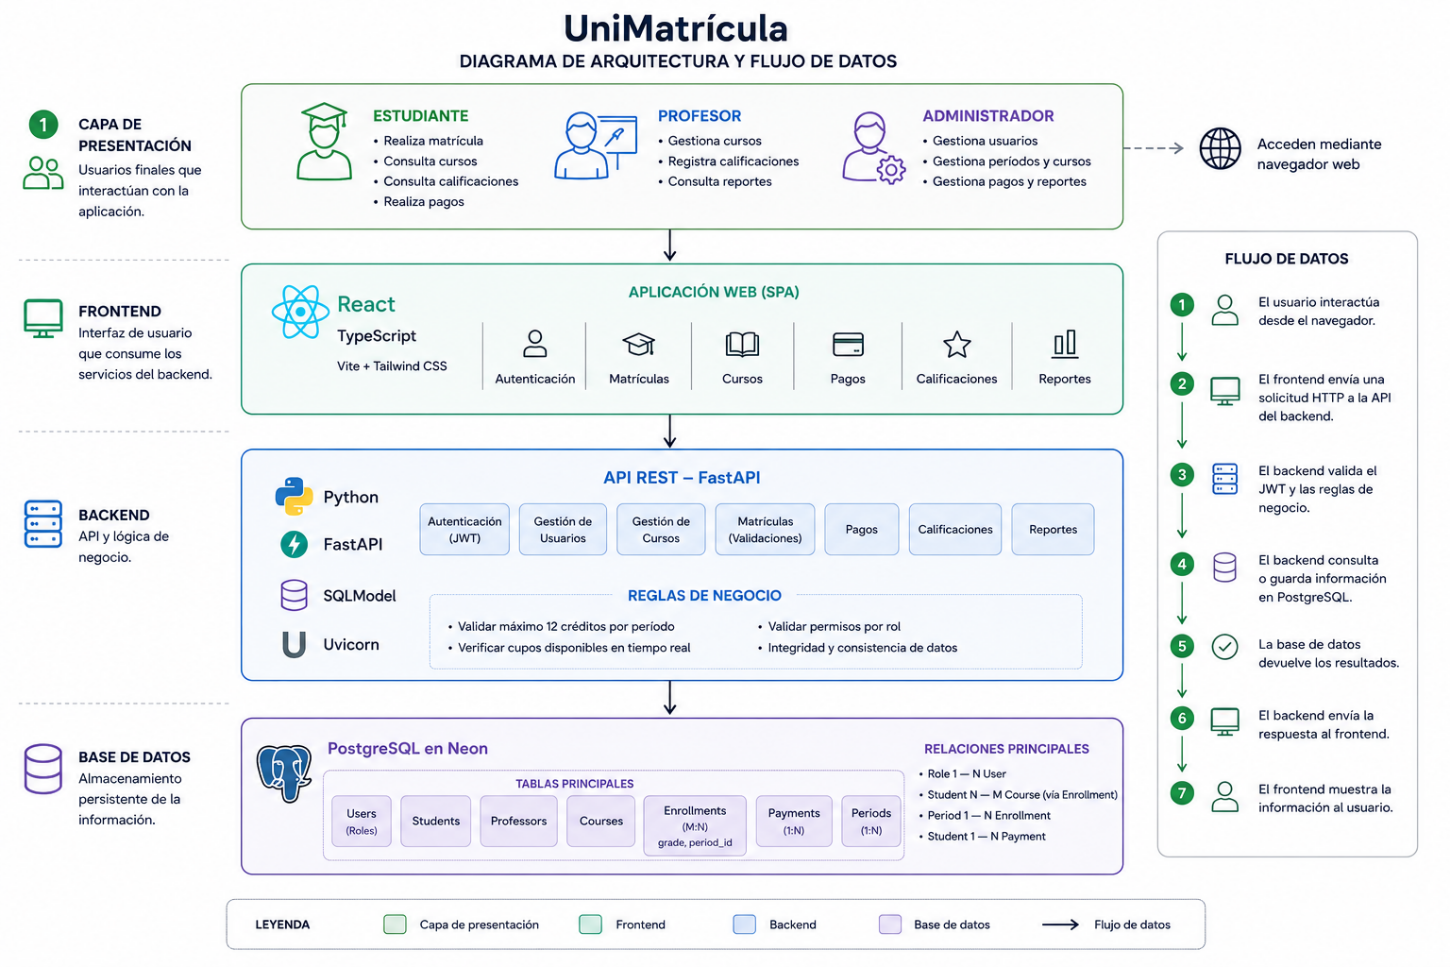 UniMatrícula
DIAGRAMA DE ARQUITECTURA Y FLUJO DE DATOS
1
CAPA DE
PRESENTACIÓN
Usuarios finales que
interactúan con la
aplicación.
ESTUDIANTE
• Realiza matrícula
• Consulta cursos
• Consulta calificaciones
• Realiza pagos
PROFESOR
• Gestiona cursos
• Registra calificaciones
• Consulta reportes
ADMINISTRADOR
• Gestiona usuarios
• Gestiona períodos y cursos
• Gestiona pagos y reportes
Acceden mediante
navegador web
FRONTEND
Interfaz de usuario
que consume los
servicios del backend.
React
TypeScript
Vite + Tailwind CSS
APLICACIÓN WEB (SPA)
Autenticación
Matrículas
Cursos
Pagos
Calificaciones
Reportes
BACKEND
API y lógica de
negocio.
Python
FastAPI
SQLModel
Uvicorn
API REST – FastAPI
Autenticación
(JWT)
Gestión de
Usuarios
Gestión de
Cursos
Matrículas
(Validaciones)
Pagos
Calificaciones
Reportes
REGLAS DE NEGOCIO
• Validar máximo 12 créditos por período
• Verificar cupos disponibles en tiempo real
• Validar permisos por rol
• Integridad y consistencia de datos
BASE DE DATOS
Almacenamiento
persistente de la
información.
PostgreSQL en Neon
TABLAS PRINCIPALES
Users
(Roles)
Students
Professors
Courses
Enrollments
(M:N)
grade, period_id
Payments
(1:N)
Periods
(1:N)
RELACIONES PRINCIPALES
• Role 1 — N User
• Student N — M Course (vía Enrollment)
• Period 1 — N Enrollment
• Student 1 — N Payment
FLUJO DE DATOS
1
El usuario interactúa
desde el navegador.
2
El frontend envía una
solicitud HTTP a la API
del backend.
3
El backend valida el
JWT y las reglas de
negocio.
4
El backend consulta
o guarda información
en PostgreSQL.
5
La base de datos
devuelve los resultados.
6
El backend envía la
respuesta al frontend.
7
El frontend muestra la
información al usuario.
LEYENDA
Capa de presentación
Frontend
Backend
Base de datos
Flujo de datos